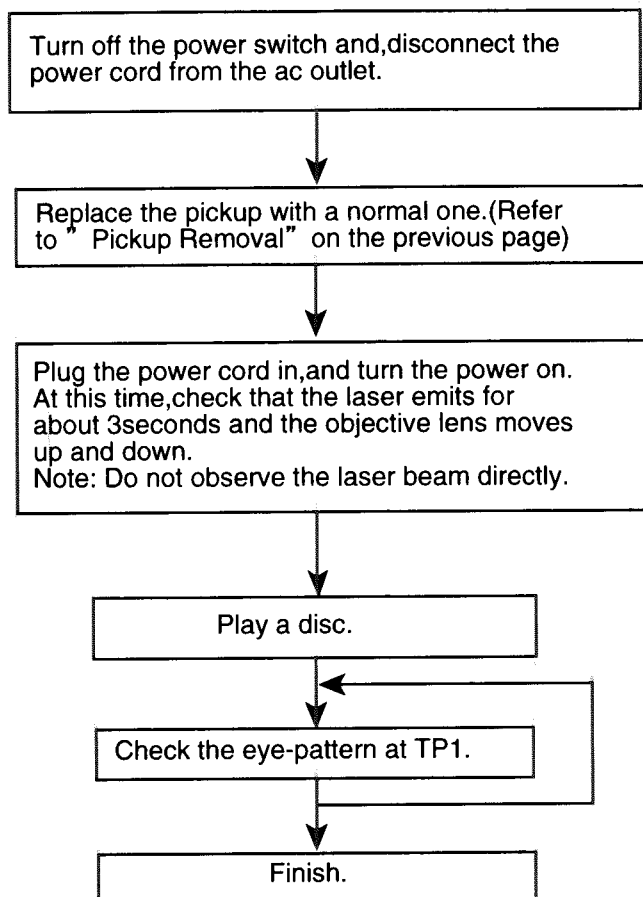 Turn off the power switch and,disconnect the
power cord from the ac outlet.
Replace the pickup with a normal one.(Refer
to ” Pickup Removal” on the previous page)
Plug the power cord in,and turn the power on.
At this time,check that the laser emits for
about 3seconds and the objective lens moves
up and down.
Note: Do not observe the laser beam directly.
Play a disc.
Check the eye-pattern at TP1.
Finish.